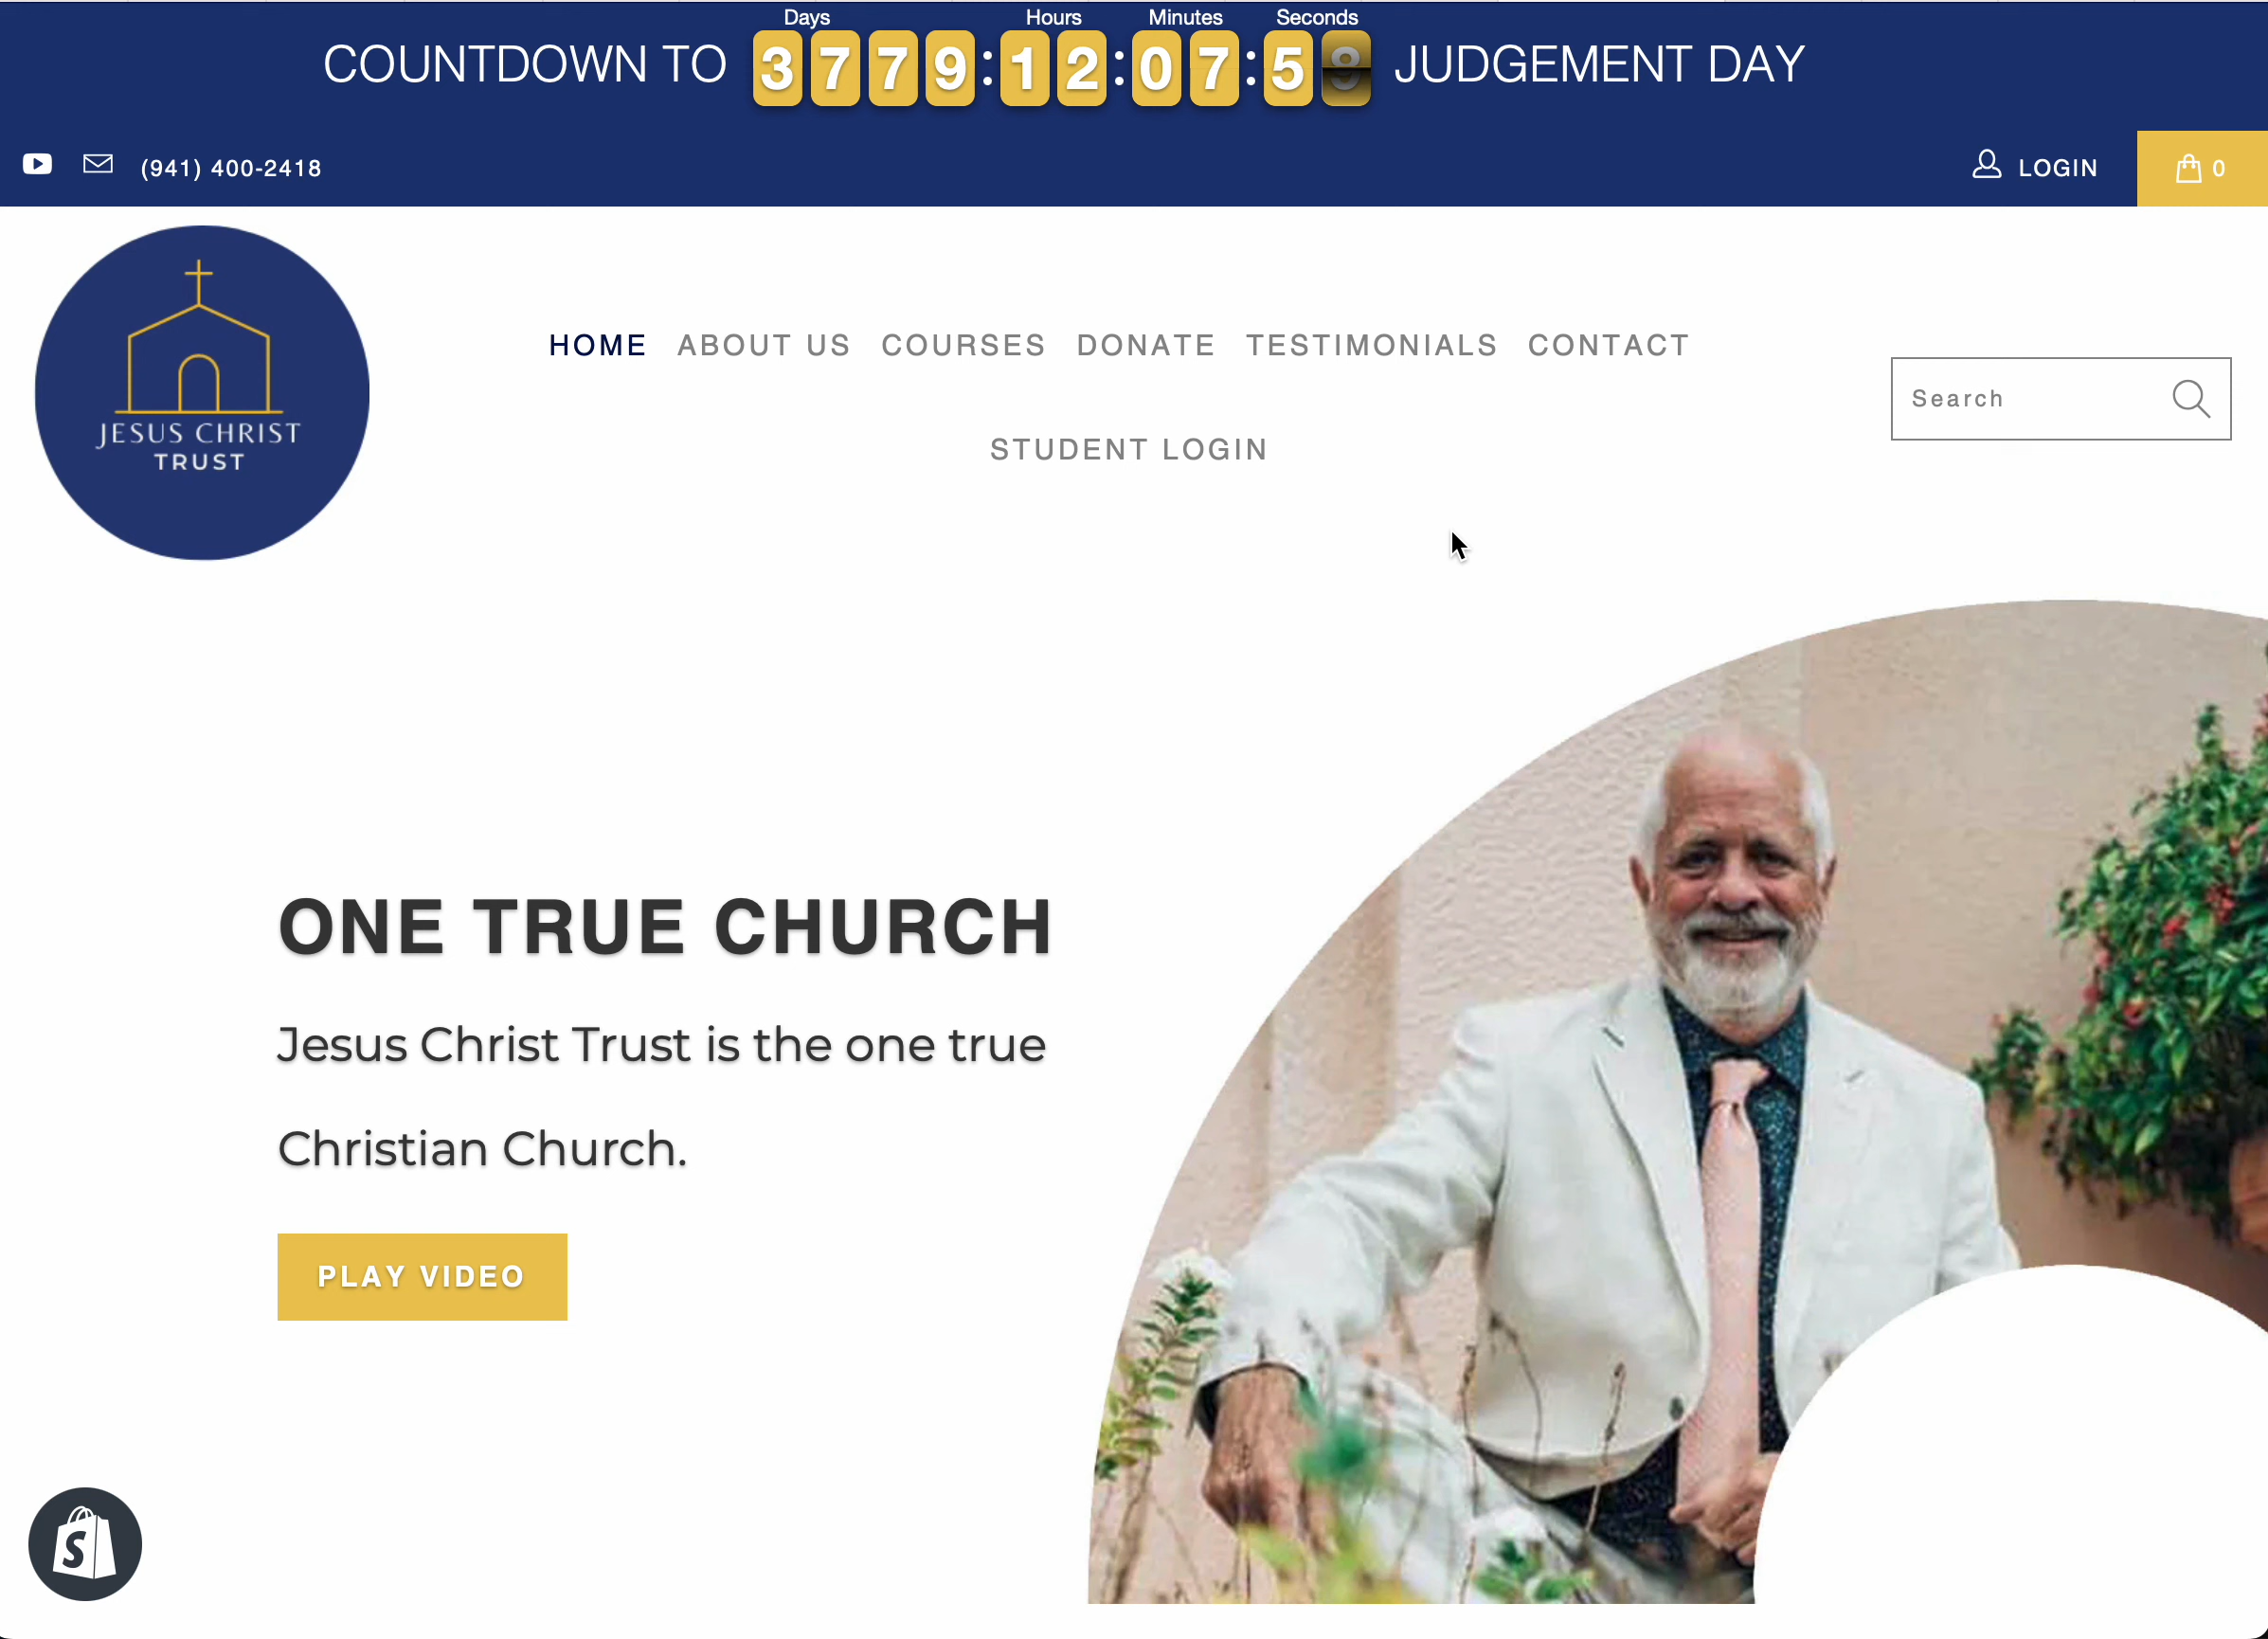 Days Hours Minutes Seconds
COUNTDOWN TO 3779:12:07:5 JUDGEMENT DAY
(941) 400-2418 LOGIN 0
HOME ABOUT US COURSES DONATE TESTIMONIALS CONTACT
Search
STUDENT LOGIN
JESUS CHRIST
TRUST
ONE TRUE CHURCH
Jesus Christ Trust is the one true
Christian Church.
PLAY VIDEO
S